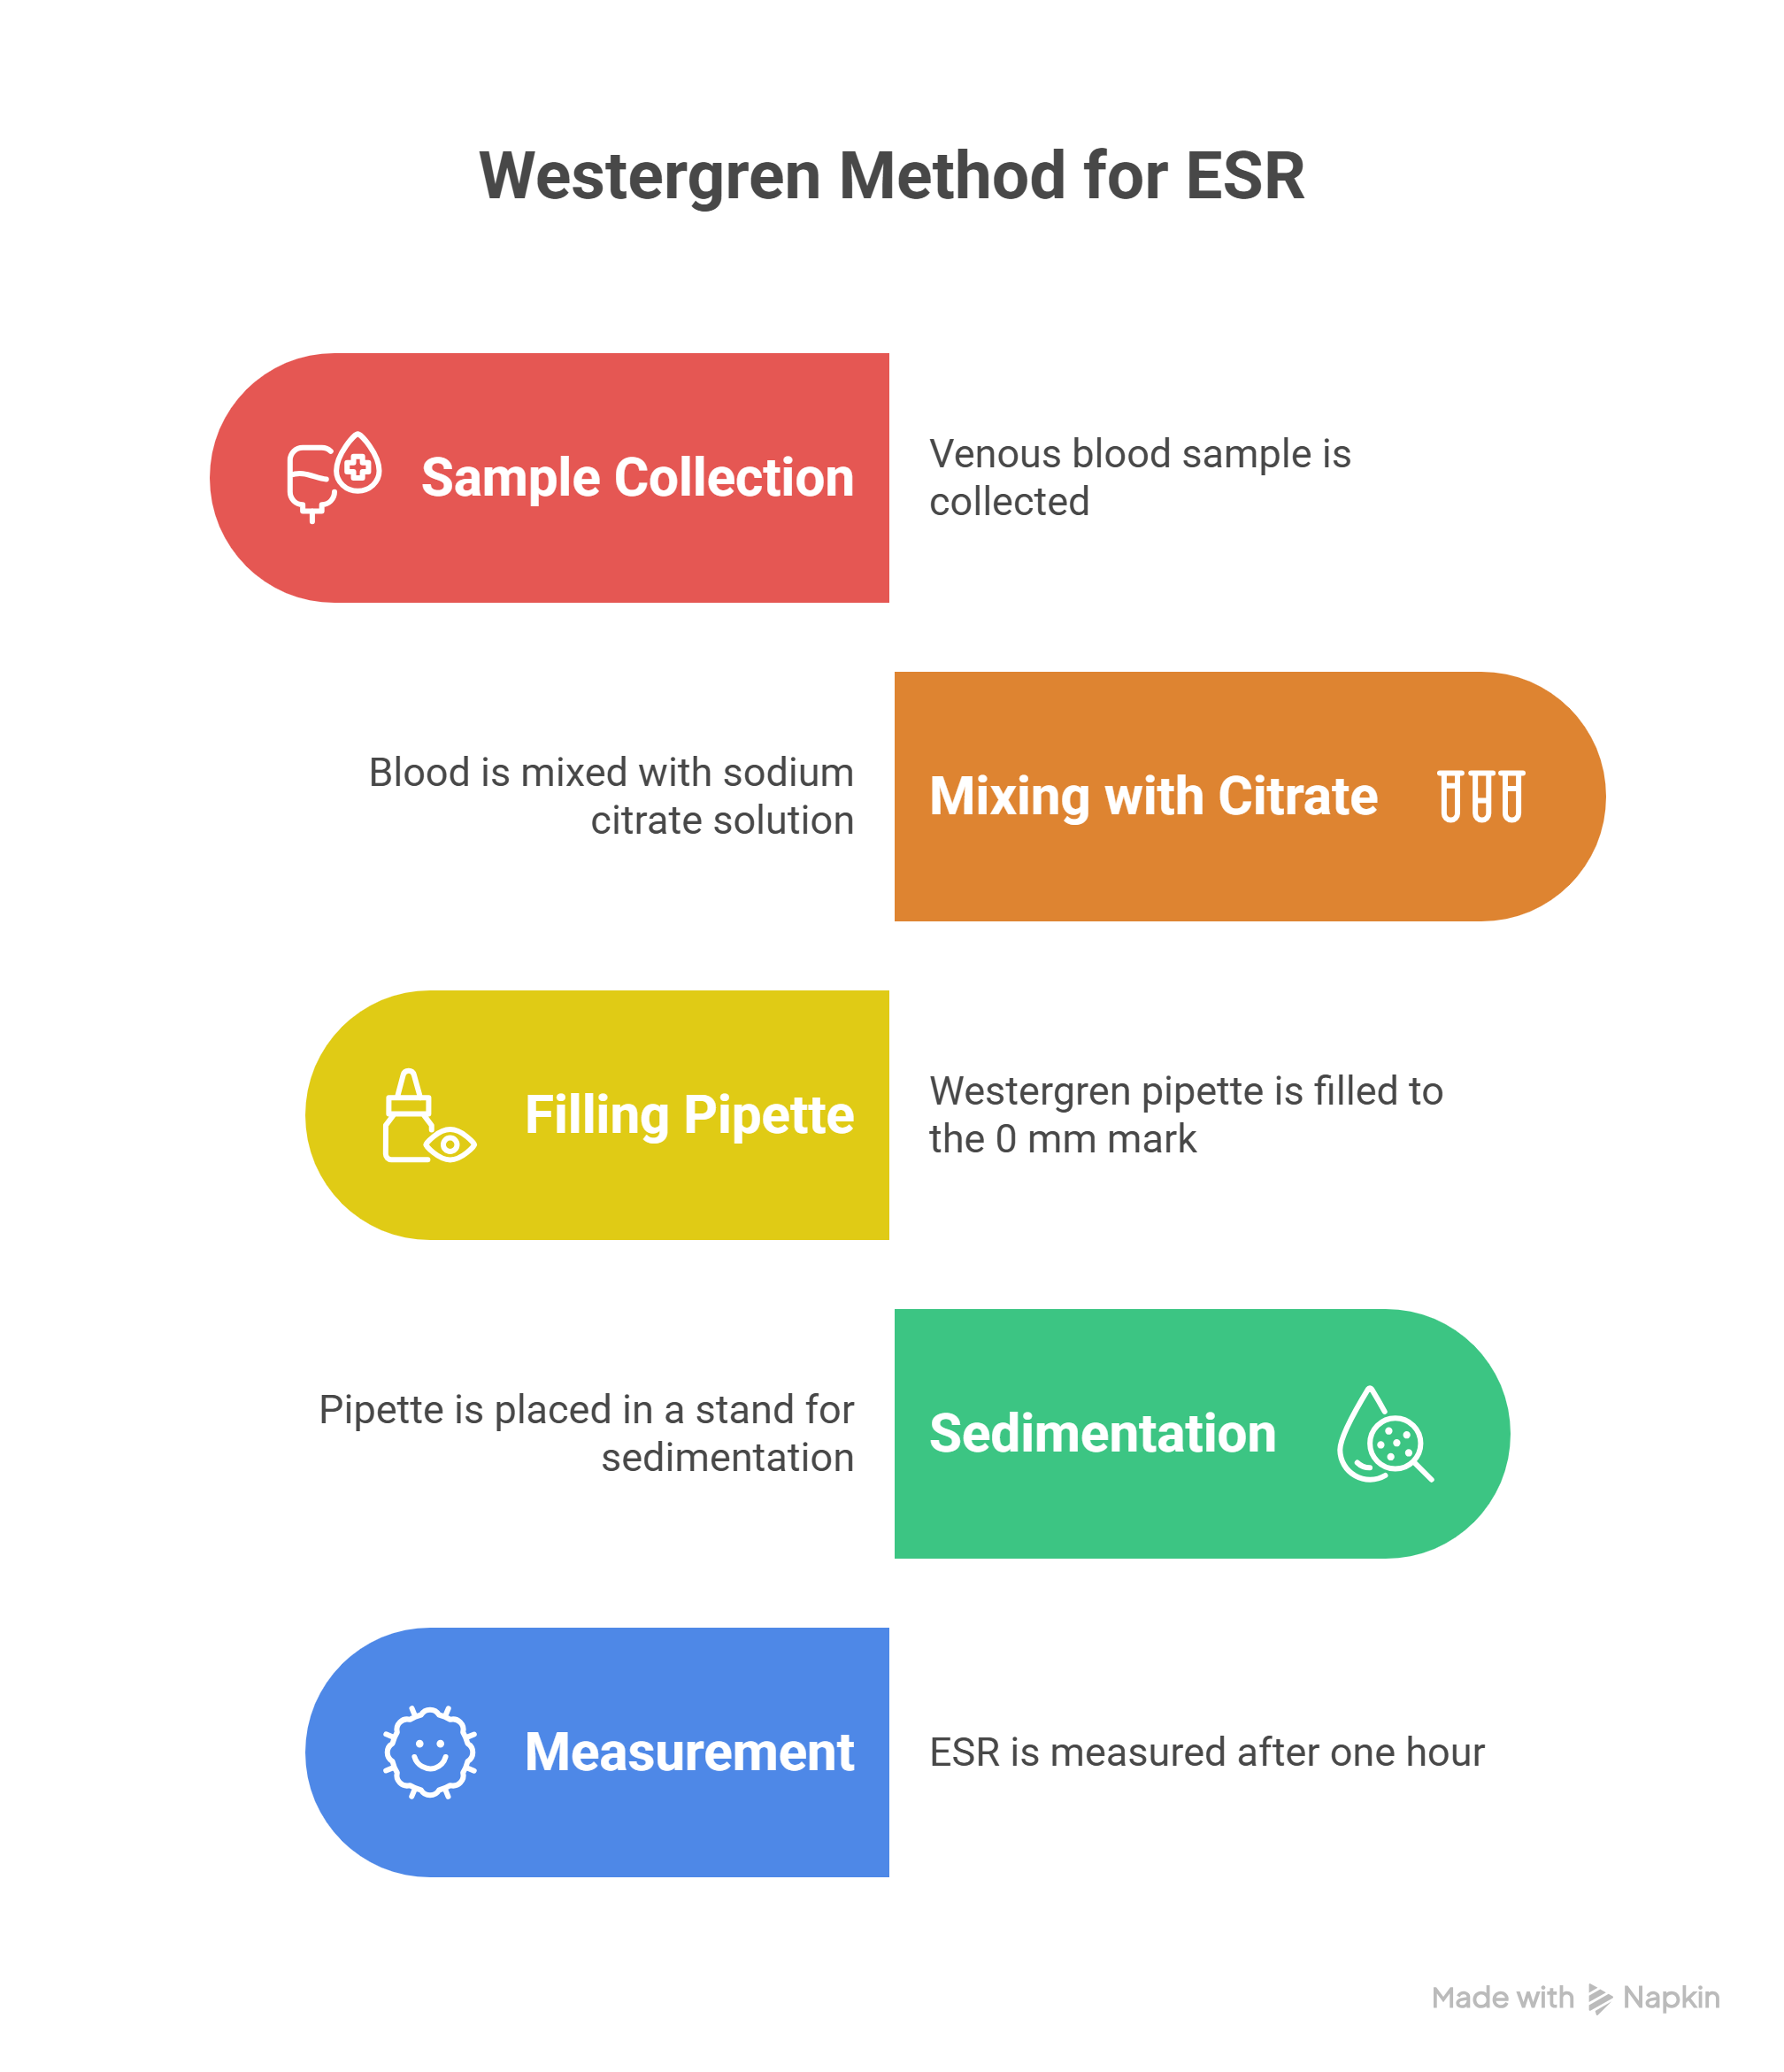 Westergren Method for ESR
Sample Collection
Venous blood sample is
collected
Blood is mixed with sodium
citrate solution
Mixing with Citrate
Filling Pipette
Westergren pipette is filled to
the 0 mm mark
Pipette is placed in a stand for
sedimentation
Sedimentation
Measurement
ESR is measured after one hour
Made with Napkin